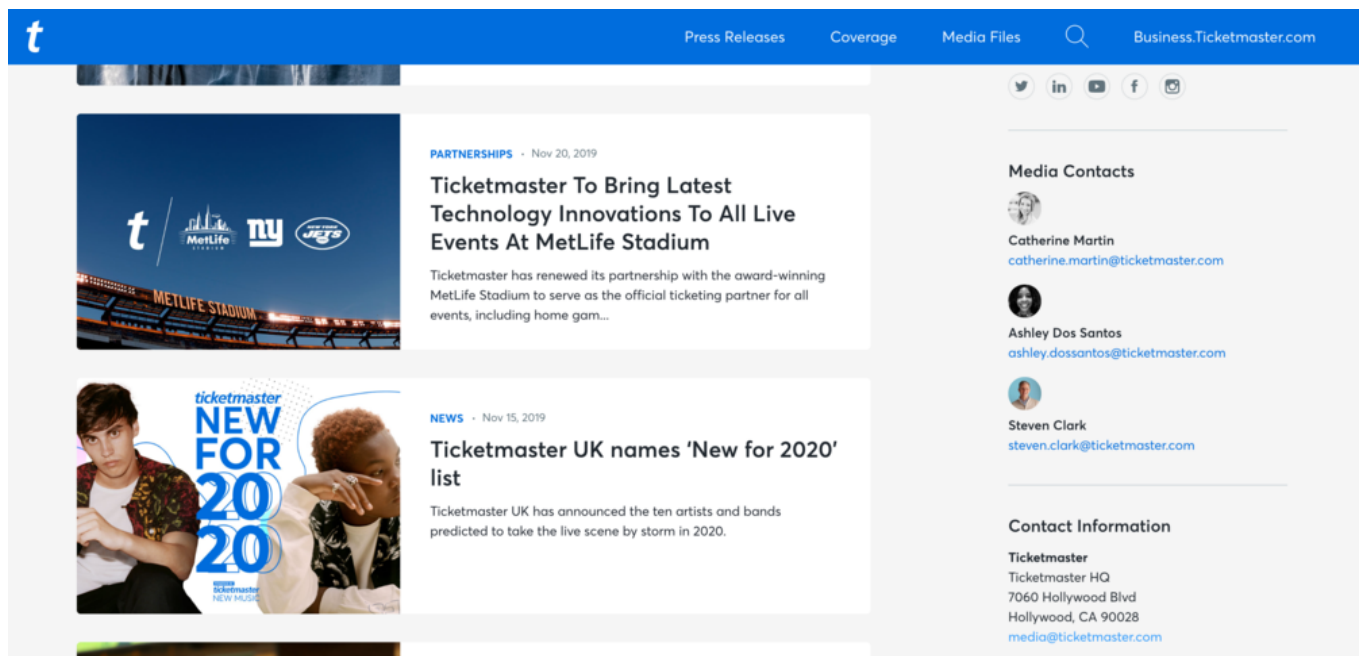 t
Press Releases
Coverage
Media Files
Business.Ticketmaster.com
in
f
t
MetLife
STADIUM
ny
NEW YORK
JETS
METLIFE STADIUM
PARTNERSHIPS · Nov 20, 2019
Ticketmaster To Bring Latest
Technology Innovations To All Live
Events At MetLife Stadium
Ticketmaster has renewed its partnership with the award-winning
MetLife Stadium to serve as the official ticketing partner for all
events, including home gam...
ticketmaster
NEW
FOR
20
20
ticketmaster
NEW MUSIC
NEWS · Nov 15, 2019
Ticketmaster UK names ‘New for 2020’
list
Ticketmaster UK has announced the ten artists and bands
predicted to take the live scene by storm in 2020.
Media Contacts
Catherine Martin
catherine.martin@ticketmaster.com
Ashley Dos Santos
ashley.dossantos@ticketmaster.com
Steven Clark
steven.clark@ticketmaster.com
Contact Information
Ticketmaster
Ticketmaster HQ
7060 Hollywood Blvd
Hollywood, CA 90028
media@ticketmaster.com